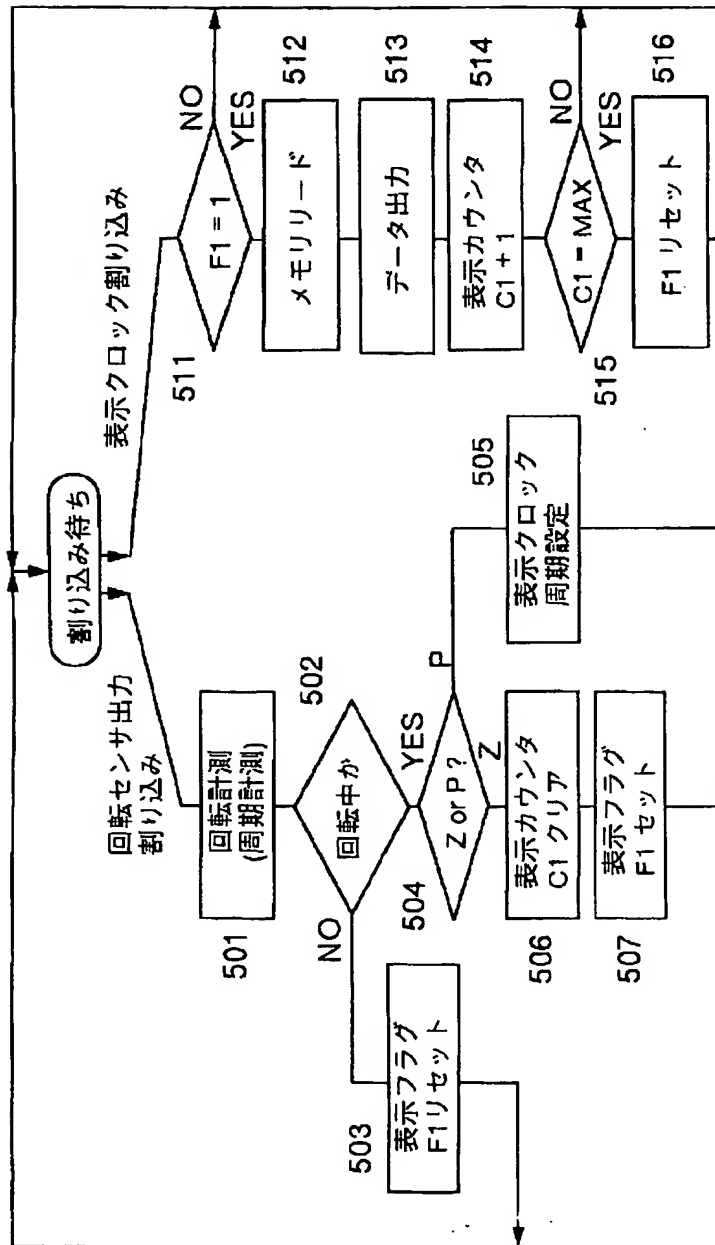 割り込み待ち
回転センサ出力
割り込み
表示クロック割り込み
501
回転計測
(周期計測)
502
回転中か
NO
YES
503
表示フラグ
F1リセット
504
Z or P?
P
Z
505
表示クロック
周期設定
506
表示カウンタ
C1 クリア
507
表示フラグ
F1 セット
511
F1 = 1
NO
YES
512
メモリリード
513
データ出力
514
表示カウンタ
C1 + 1
515
C1 = MAX
NO
YES
516
F1 リセット